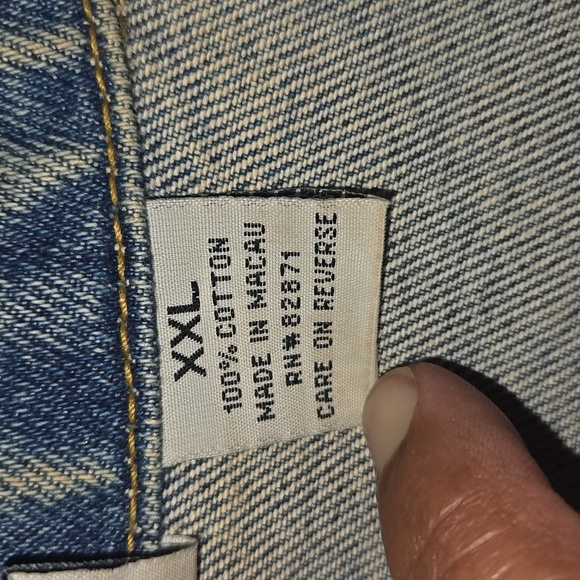 XXL
100% COTTON
MADE IN MACAU
RN#82871
CARE ON REVERSE